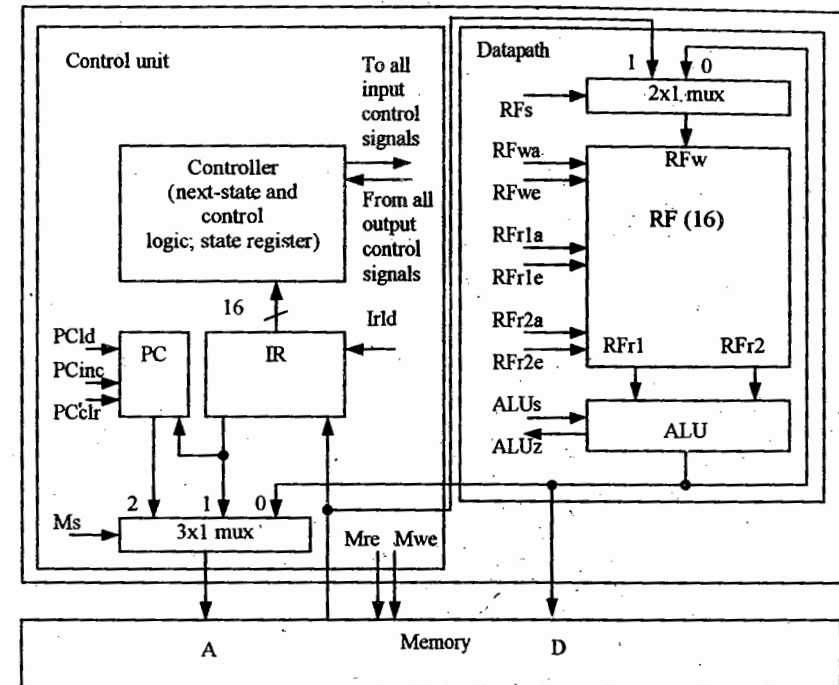 Control unit
To all
input
control
signals
Controller
(next-state and
control
logic; state register)
From all
output
control
signals
16
Irld
PCld
PCinc
PCclr
PC
IR
2
1
0
Ms
3x1 mux
Mre
Mwe
Datapath
1
0
RFs
2x1 mux
RFwa
RFwe
RFw
RF (16)
RFr1a
RFr1e
RFr2a
RFr2e
RFr1
RFr2
ALUs
ALUz
ALU
A
Memory
D